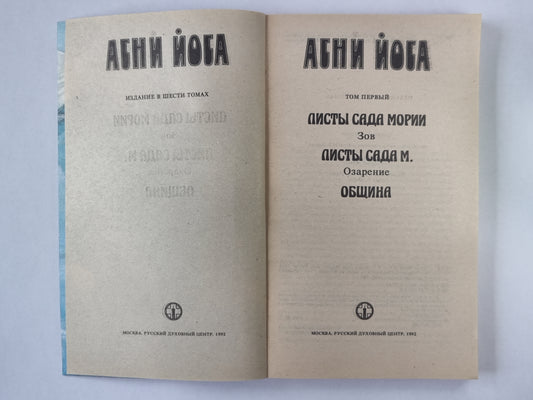 АГНИ ЙОГА
ИЗДАНИЕ В ШЕСТИ ТОМАХ
МОСКВА. РУССКИЙ ДУХОВНЫЙ ЦЕНТР. 1992
АГНИ ЙОГА
ТОМ ПЕРВЫЙ
ЛИСТЫ САДА МОРИИ
Зов
ЛИСТЫ САДА М.
Озарение
ОБЩИНА
МОСКВА. РУССКИЙ ДУХОВНЫЙ ЦЕНТР. 1992